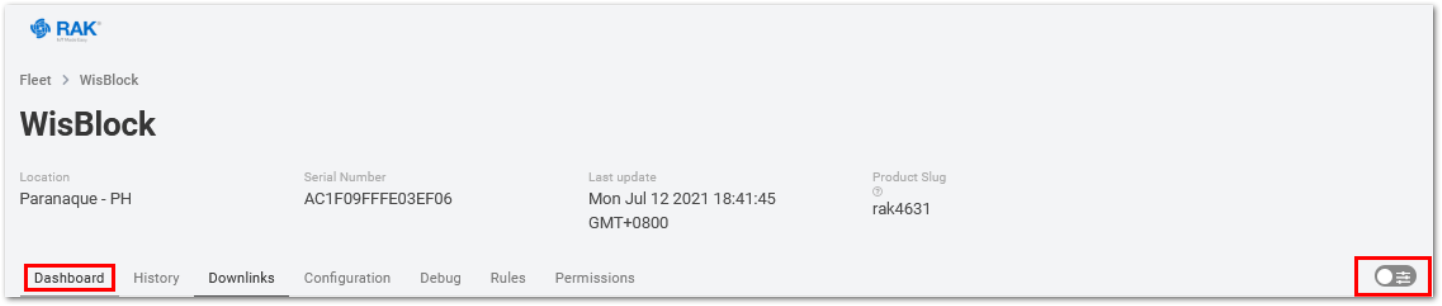 RAK®
Fleet > WisBlock
WisBlock
Location Serial Number Last update Product Slug
Paranaque - PH AC1F09FFFE03EF06 Mon Jul 12 2021 18:41:45 rak4631
GMT+0800
Dashboard History Downlinks Configuration Debug Rules Permissions